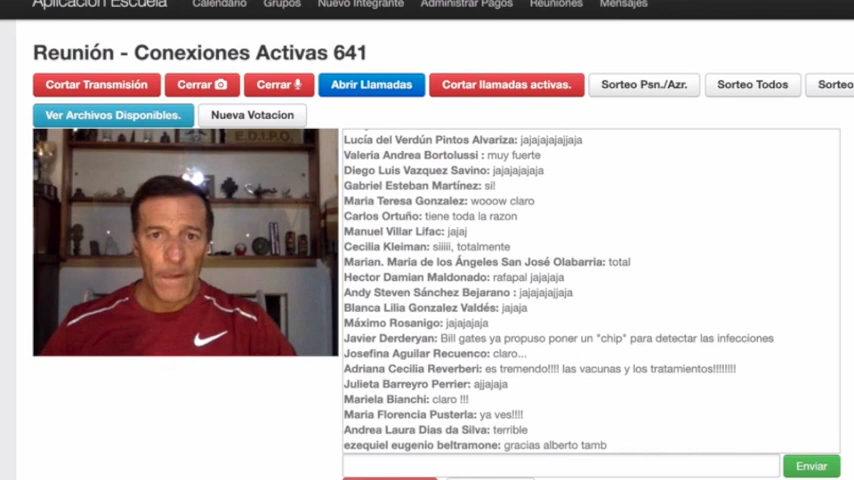 Aplicación Escuela Calendario Grupos Nuevo Integrante Administrar Pagos Reuniones Mensajes
Reunión - Conexiones Activas 641
Cortar Transmisión Cerrar Cerrar Abrir Llamadas Cortar llamadas activas. Sorteo Psn./Azr. Sorteo Todos Sorteo
Ver Archivos Disponibles. Nueva Votacion
EDIPO
Lucía del Verdún Pintos Alvariza: jajajajajjaja
Valeria Andrea Bortolussi : muy fuerte
Diego Luis Vazquez Savino: jajajajajaja
Gabriel Esteban Martínez: si!
Maria Teresa Gonzalez: wooow claro
Carlos Ortuño: tiene toda la razon
Manuel Villar Lifac: jajaj
Cecilia Kleiman: siiiii, totalmente
Marian. Maria de los Ángeles San José Olabarria: total
Hector Damian Maldonado: rafapal jajajaja
Andy Steven Sánchez Bejarano : jajajajajjaja
Blanca Lilia Gonzalez Valdés: jajaja
Máximo Rosanigo: jajajajaja
Javier Derderyan: Bill gates ya propuso poner un "chip" para detectar las infecciones
Josefina Aguilar Recuenco: claro...
Adriana Cecilia Reverberi: es tremendo!!!! las vacunas y los tratamientos!!!!!!!!
Julieta Barreyro Perrier: ajjajaja
Mariela Bianchi: claro !!!
Maria Florencia Pusterla: ya ves!!!!
Andrea Laura Dias da Silva: terrible
ezequiel eugenio beltramone: gracias alberto tamb
Enviar